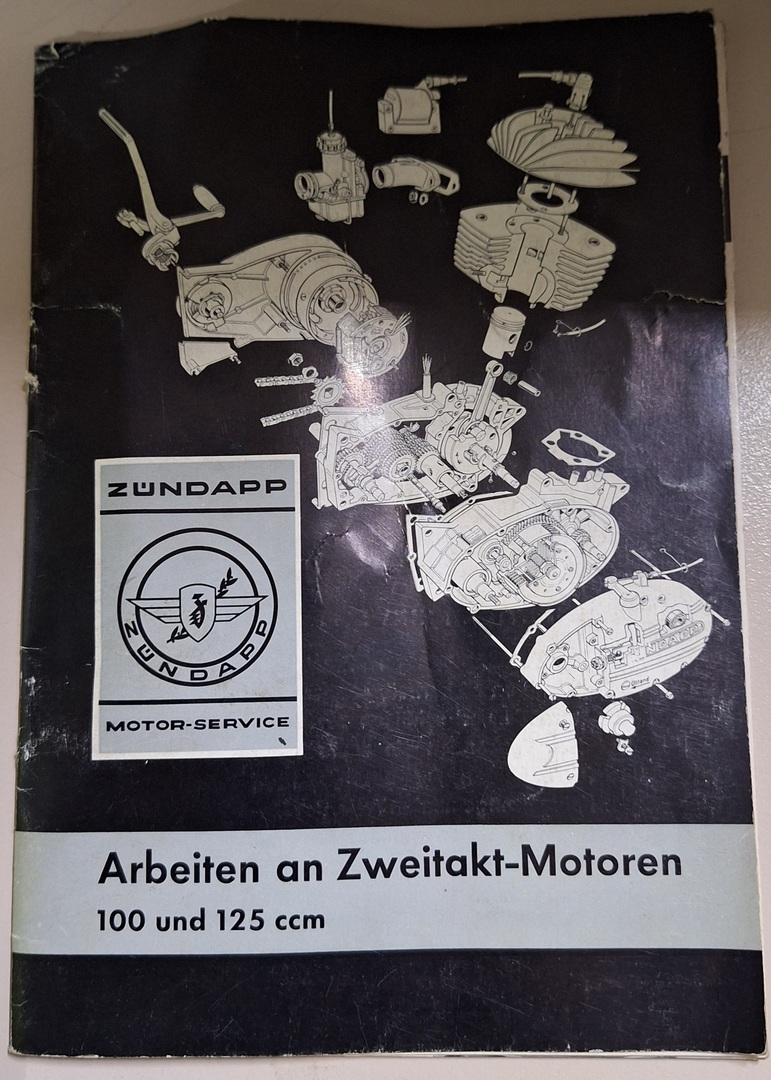 ZÜNDAPP
ZÜNDAPP
MOTOR-SERVICE
Arbeiten an Zweitakt-Motoren
100 und 125 ccm